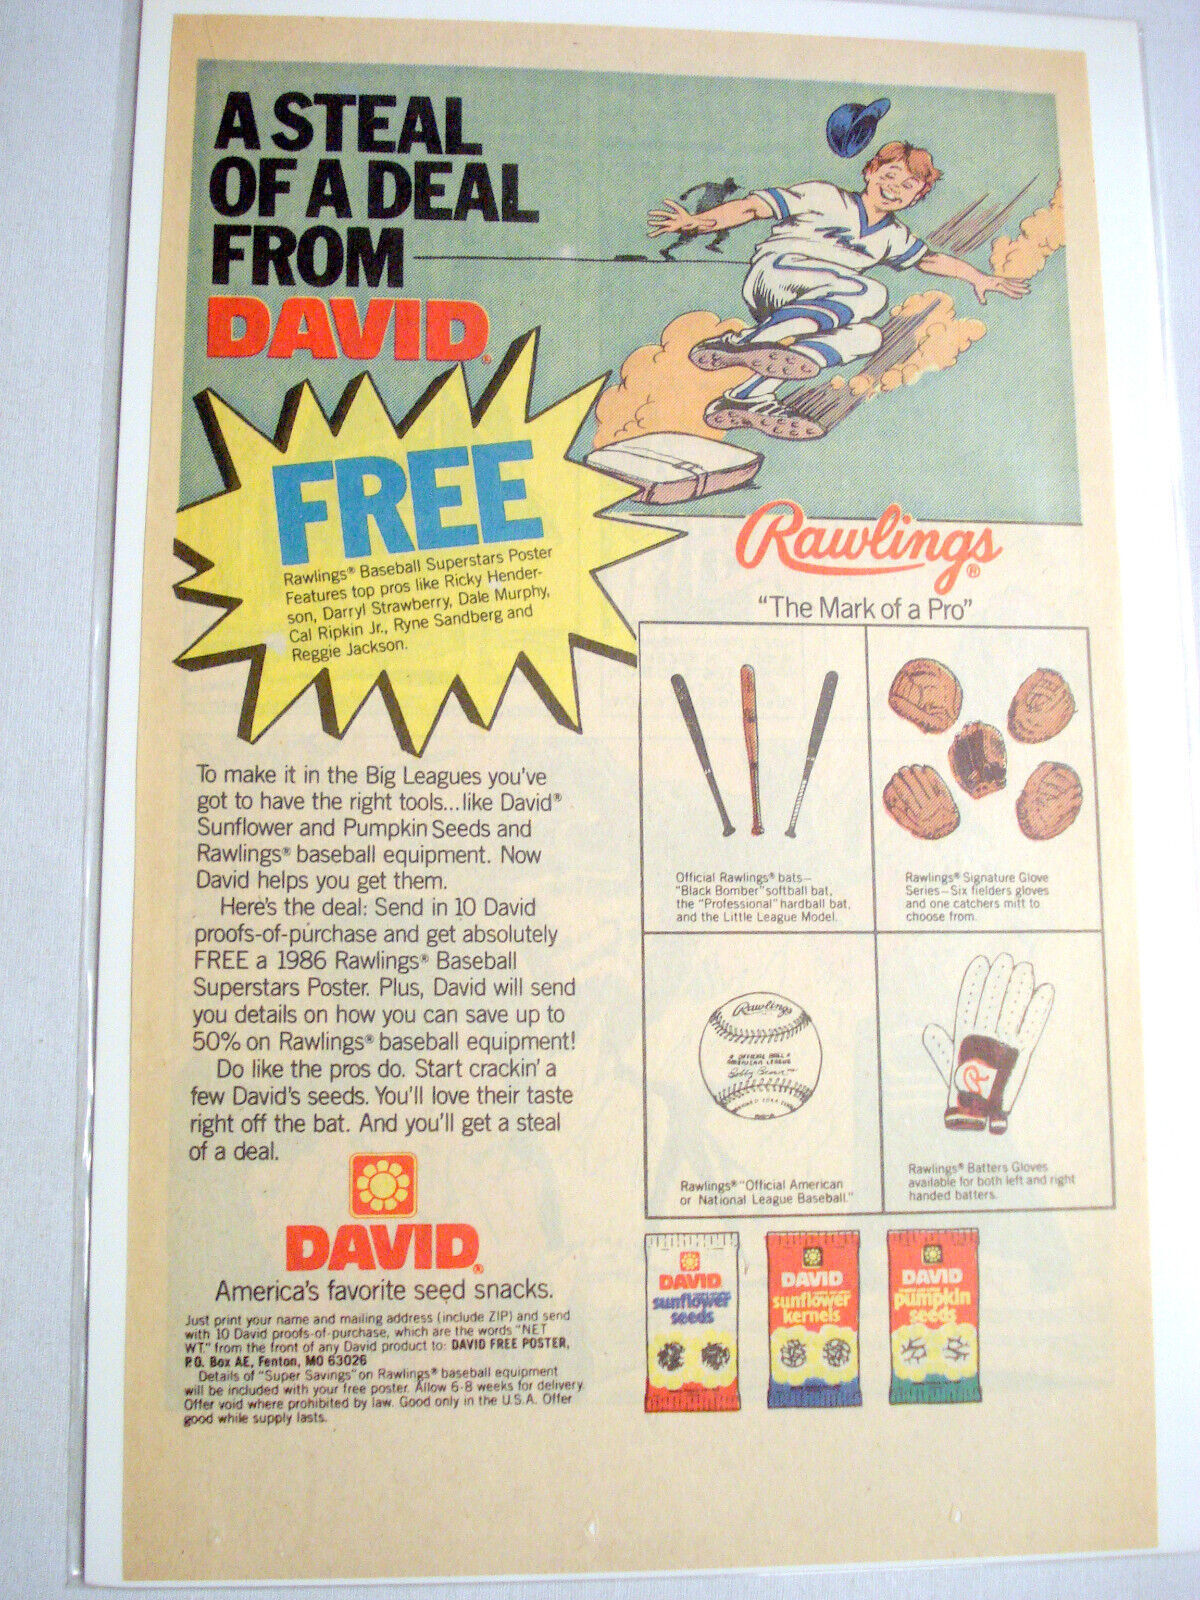 A STEAL
OF A DEAL
FROM
DAVID®
FREE
Rawlings® Baseball Superstars Poster
Features top pros like Ricky Hender-
son, Darryl Strawberry, Dale Murphy,
Cal Ripkin Jr., Ryne Sandberg and
Reggie Jackson.
To make it in the Big Leagues you've
got to have the right tools...like David®
Sunflower and Pumpkin Seeds and
Rawlings® baseball equipment. Now
David helps you get them.
Here's the deal: Send in 10 David
proofs-of-purchase and get absolutely
FREE a 1986 Rawlings® Baseball
Superstars Poster. Plus, David will send
you details on how you can save up to
50% on Rawlings® baseball equipment!
Do like the pros do. Start crackin' a
few David's seeds. You'll love their taste
right off the bat. And you'll get a steal
of a deal.
DAVID®
America's favorite seed snacks.
Just print your name and mailing address (include ZIP) and send
with 10 David proofs-of-purchase, which are the words "NET
WT." from the front of any David product to: DAVID FREE POSTER,
P.O. Box AE, Fenton, MO 63026
Details of "Super Savings" on Rawlings® baseball equipment
will be included with your free poster. Allow 6-8 weeks for delivery.
Offer void where prohibited by law. Good only in the U.S.A. Offer
good while supply lasts.
Rawlings®
"The Mark of a Pro"
Official Rawlings® bats—
"Black Bomber" softball bat,
the "Professional" hardball bat,
and the Little League Model.
Rawlings® Signature Glove
Series—Six fielders gloves
and one catchers mitt to
choose from.
Rawlings
OFFICIAL BALL
AMERICAN LEAGUE
Bobby Brown
Rawlings® "Official American
or National League Baseball."
R
Rawlings® Batters Gloves
available for both left and right
handed batters.
DAVID
sunflower
seeds
DAVID
sunflower
kernels
DAVID
pumpkin
seeds